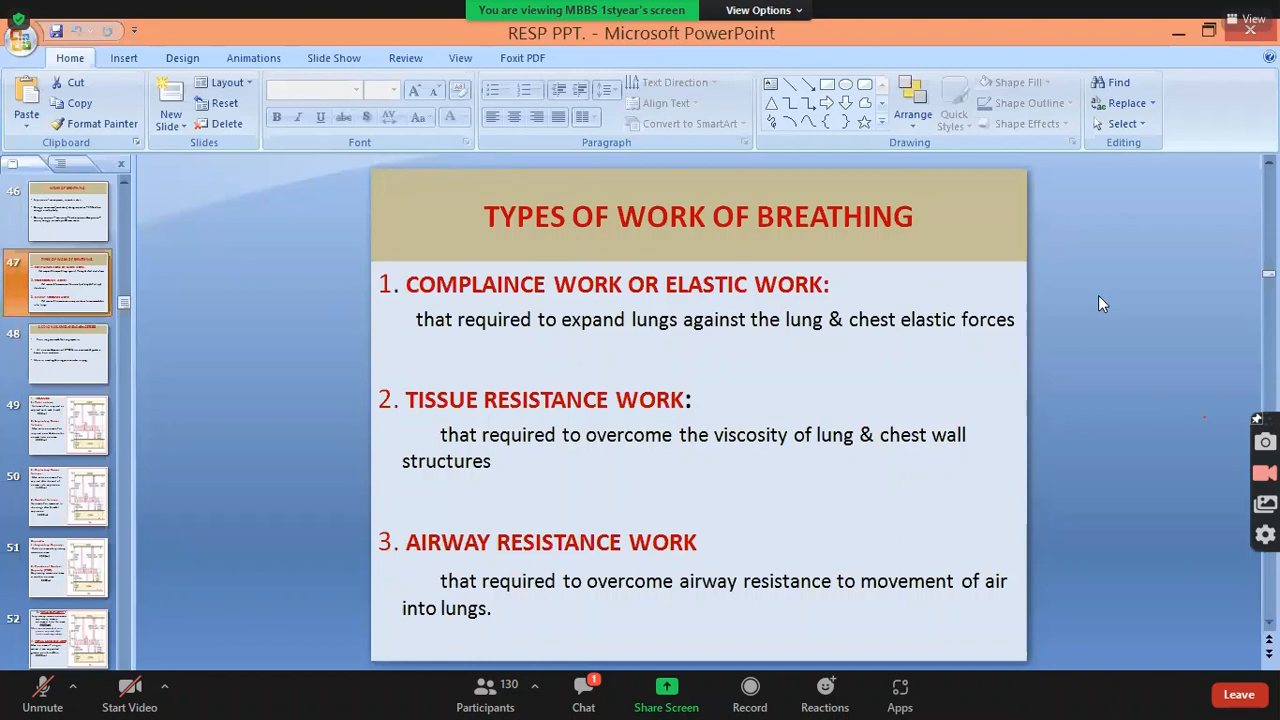 You are viewing MBBS 1styear's screen
View Options
View
RESP PPT. - Microsoft PowerPoint
Home
Insert
Design
Animations
Slide Show
Review
View
Foxit PDF
Paste
Cut
Copy
Format Painter
Clipboard
New
Slide
Layout
Reset
Delete
Slides
Font
Text Direction
Align Text
Convert to SmartArt
Paragraph
Arrange
Quick
Styles
Shape Fill
Shape Outline
Shape Effects
Drawing
Find
Replace
Select
Editing
46
47
48
49
50
51
52
TYPES OF WORK OF BREATHING
1. COMPLAINCE WORK OR ELASTIC WORK:
that required to expand lungs against the lung & chest elastic forces
2. TISSUE RESISTANCE WORK:
that required to overcome the viscosity of lung & chest wall
structures
3. AIRWAY RESISTANCE WORK
that required to overcome airway resistance to movement of air
into lungs.
Unmute
Start Video
130
Participants
1
Chat
Share Screen
Record
Reactions
Apps
Leave